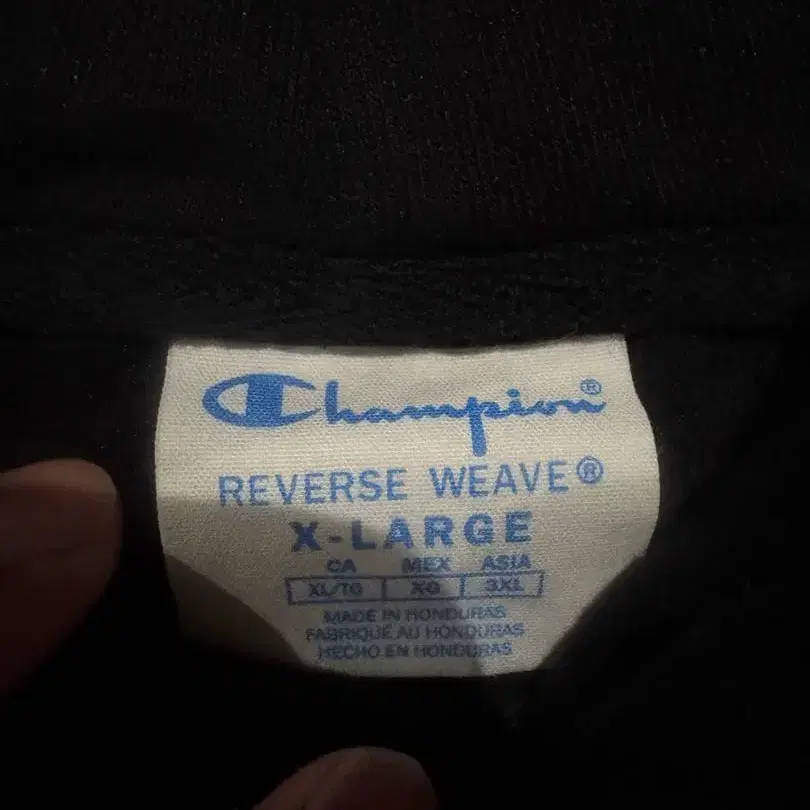 Champion®
REVERSE WEAVE®
X-LARGE
CA MEX ASIA
XL/TG XG 3XL
MADE IN HONDURAS
FABRIQUÉ AU HONDURAS
HECHO EN HONDURAS